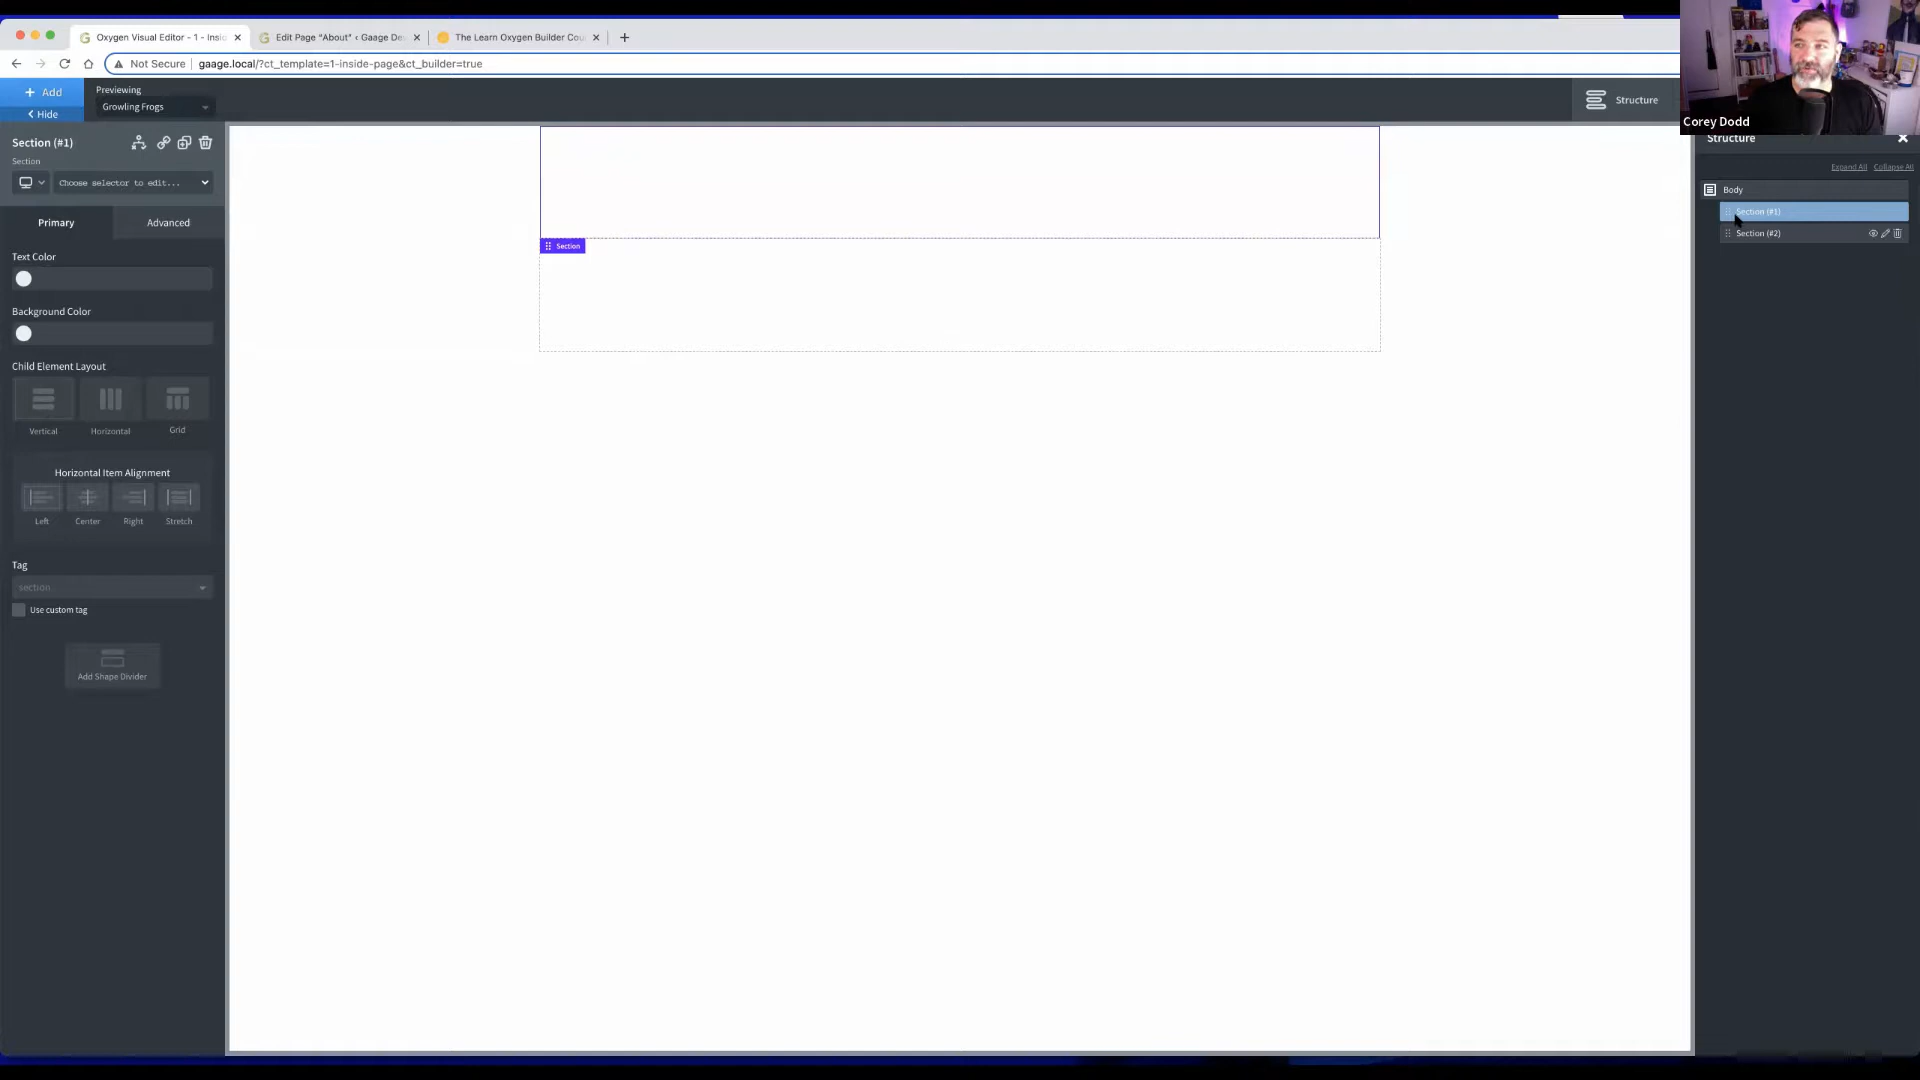 Oxygen Visual Editor - 1 - Insi
Edit Page "About" ‹ Gaage De
The Learn Oxygen Builder Cou
Not Secure
gaage.local/?ct_template=1-inside-page&ct_builder=true
Corey Dodd
Add
Hide
Previewing
Growling Frogs
Structure
Structure
Expand All Collapse All
Body
Section (#1)
Section (#2)
Section (#1)
Section
Choose selector to edit...
Primary
Advanced
Text Color
Background Color
Child Element Layout
Vertical
Horizontal
Grid
Horizontal Item Alignment
Left
Center
Right
Stretch
Tag
section
Use custom tag
Add Shape Divider
Section